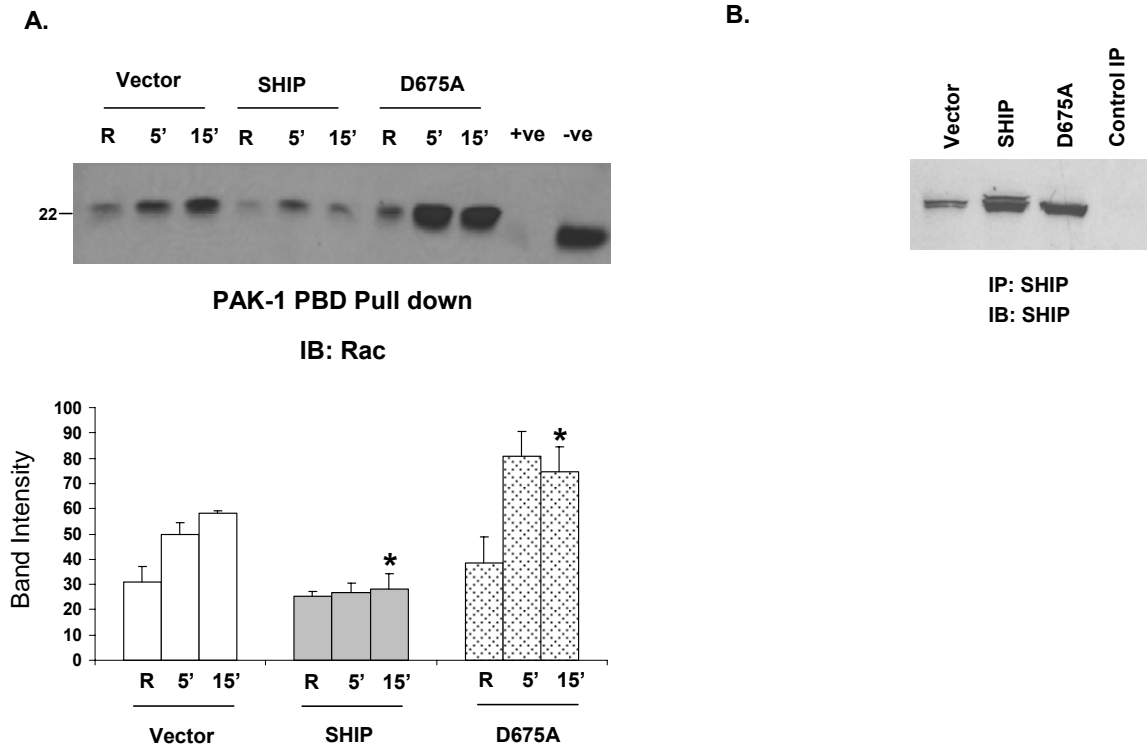 A.
Vector SHIP D675A
R 5’ 15’ R 5’ 15’ R 5’ 15’ +ve -ve
22
PAK-1 PBD Pull down
IB: Rac
100
90
80
70
60
50
40
30
20
10
0
Band Intensity
* *
R 5’ 15’ R 5’ 15’ R 5’ 15’
Vector SHIP D675A
B.
Vector
SHIP
D675A
Control IP
IP: SHIP
IB: SHIP